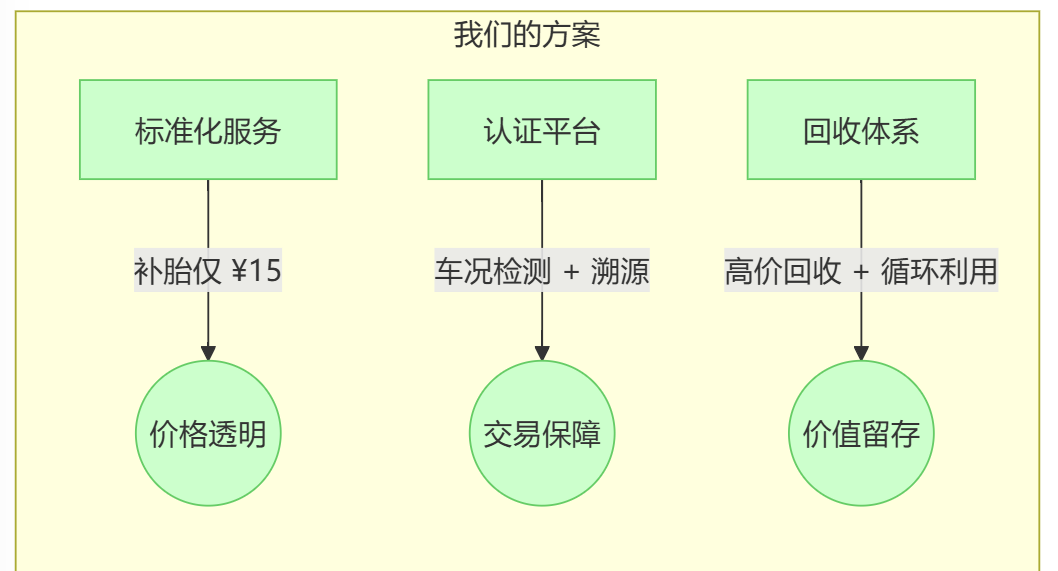 我们的方案
标准化服务
认证平台
回收体系
补胎仅 ¥15
车况检测 + 溯源
高价回收 + 循环利用
价格透明
交易保障
价值留存